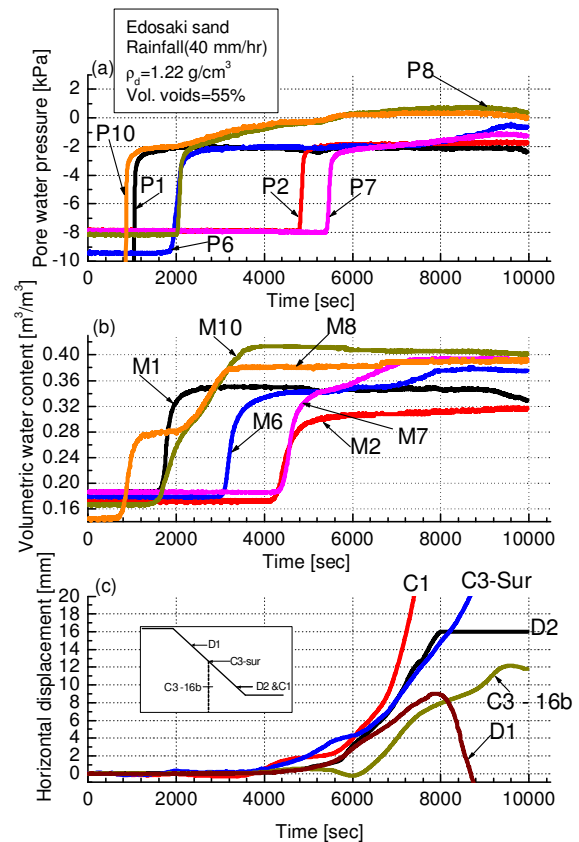 Edosaki sand
Rainfall(40 mm/hr)
ρd=1.22 g/cm³
Vol. voids=55%
(a)
Pore water pressure [kPa]
2
0
-2
-4
-6
-8
-10
P8
P10
P1
P2
P7
P6
0 2000 4000 6000 8000 10000
Time [sec]
(b)
Volumetric water content [m³/m³]
0.40
0.36
0.32
0.28
0.24
0.20
0.16
M10
M8
M1
M6
M7
M2
0 2000 4000 6000 8000 10000
Time [sec]
(c)
Horizontal displacement [mm]
20
18
16
14
12
10
8
6
4
2
0
C1
C3-Sur
D2
C3 - 16b
D1
D1
C3-sur
C3 -16b
D2 &C1
0 2000 4000 6000 8000 10000
Time [sec]